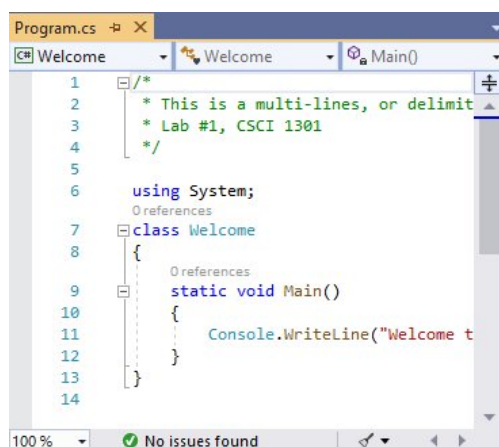 Program.cs
C# Welcome Welcome Main()
1 /*
2 * This is a multi-lines, or delimit
3 * Lab #1, CSCI 1301
4 */
5
6 using System;
0 references
7 class Welcome
8 {
0 references
9 static void Main()
10 {
11 Console.WriteLine("Welcome t
12 }
13 }
14
100 % No issues found